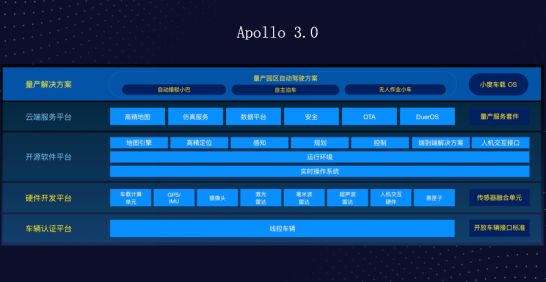 Apollo 3.0
量产解决方案
量产园区自动驾驶方案
自动接驳小巴
自主泊车
无人作业小车
小度车载 OS
云端服务平台
高精地图
仿真服务
数据平台
安全
OTA
DuerOS
量产服务套件
开源软件平台
地图引擎
高精定位
感知
规划
控制
端到端解决方案
人机交互接口
运行环境
实时操作系统
硬件开发平台
车载计算
单元
GPS/
IMU
摄像头
激光
雷达
毫米波
雷达
超声波
雷达
人机交互
硬件
黑匣子
传感器融合单元
车辆认证平台
线控车辆
开放车辆接口标准